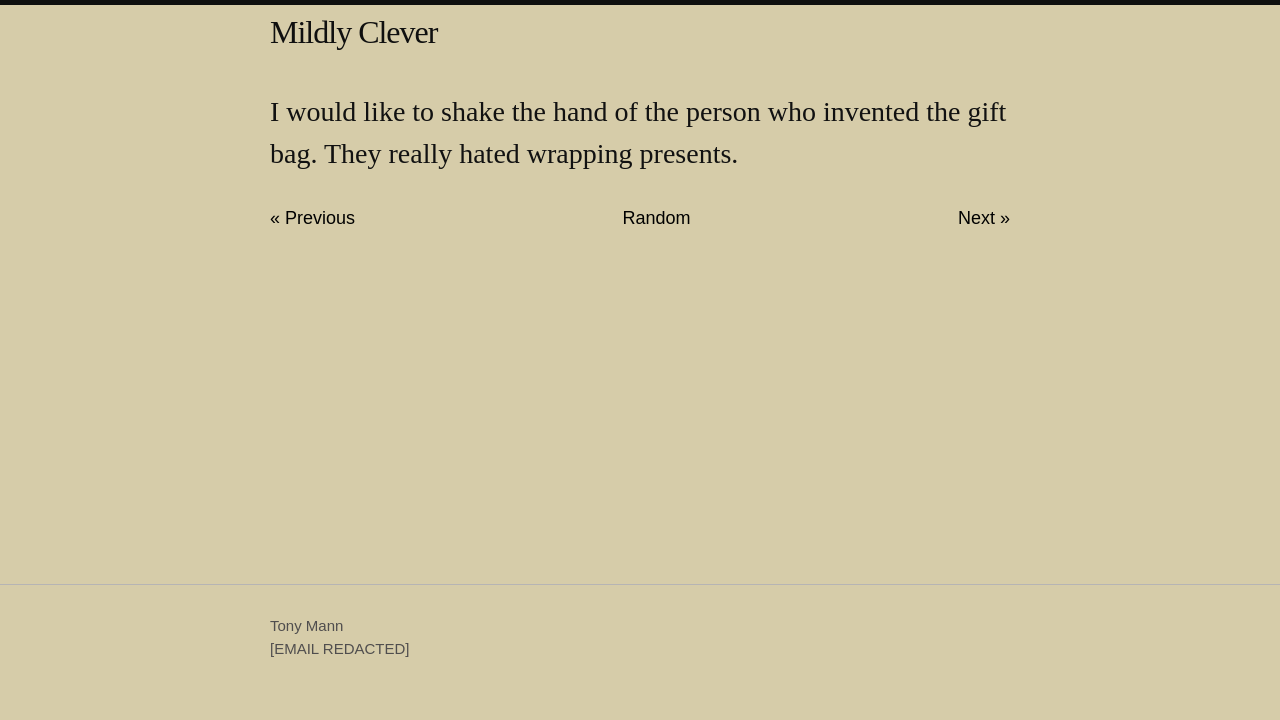 Mildly Clever
I would like to shake the hand of the person who invented the gift
bag. They really hated wrapping presents.
« Previous
Random
Next »
Tony Mann
[EMAIL REDACTED]